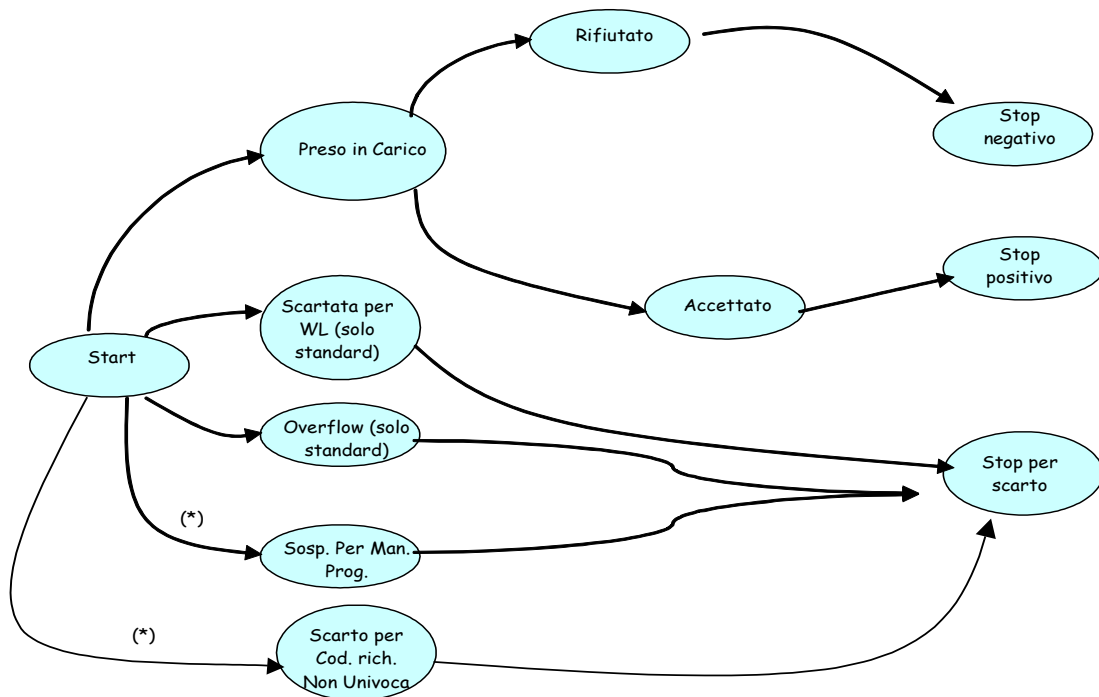 Rifiutato
Stop
negativo
Preso in Carico
Stop
positivo
Accettato
Scartata per
WL (solo
standard)
Start
Overflow (solo
standard)
Stop per
scarto
(*)
Sosp. Per Man.
Prog.
(*)
Scarto per
Cod. rich.
Non Univoca